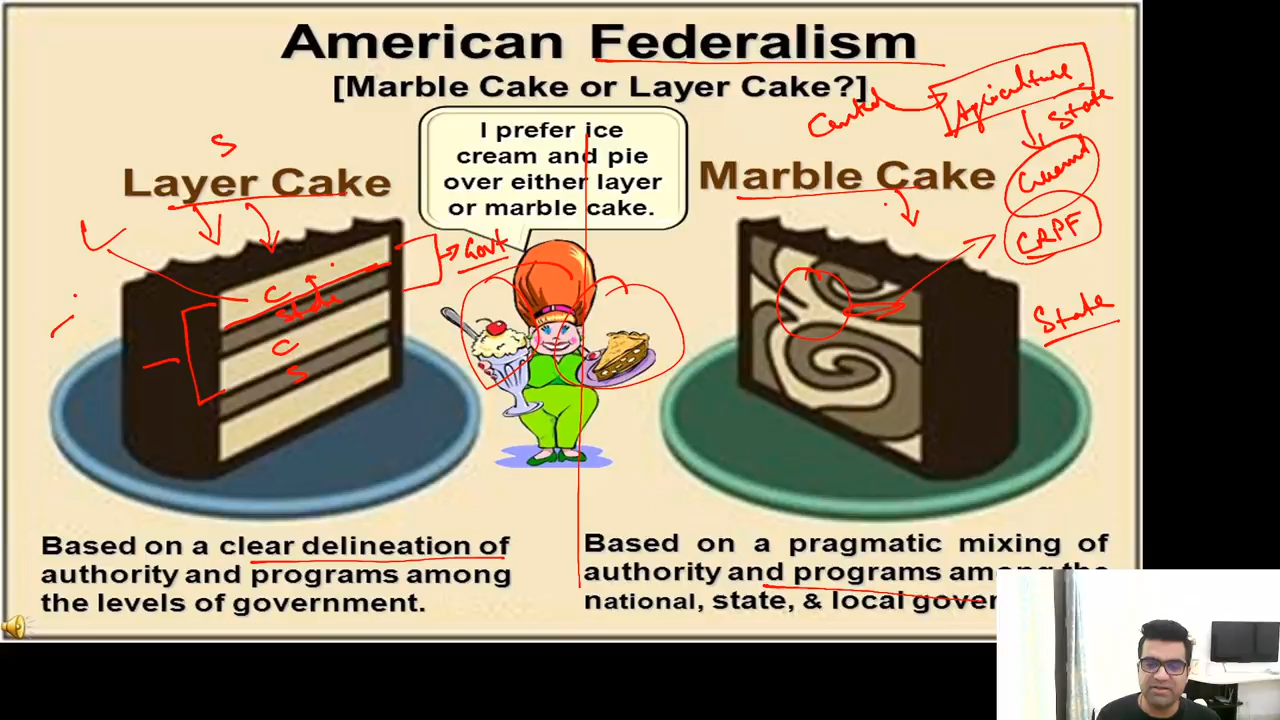 American Federalism
[Marble Cake or Layer Cake?]
I prefer ice
cream and pie
over either layer
or marble cake.
Layer Cake
Marble Cake
S
Central
Agriculture
State
CRPF
Govt
C
State
C
S
State
Based on a clear delineation of
authority and programs among
the levels of government.
Based on a pragmatic mixing of
authority and programs among the
national, state, & local